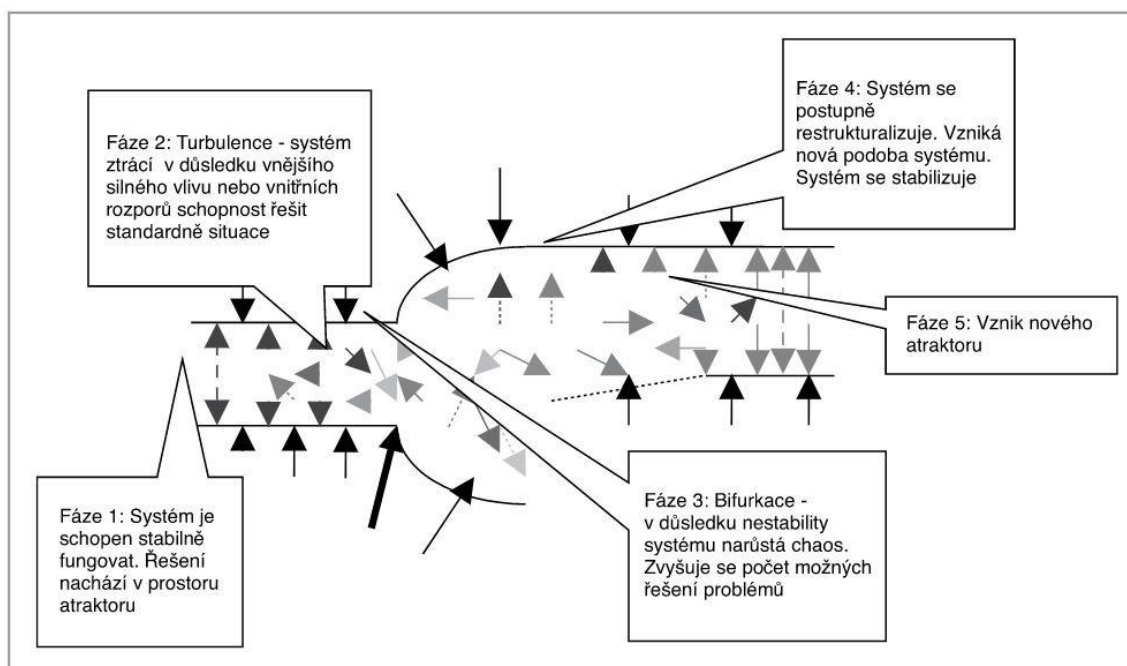 Fáze 2: Turbulence - systém
ztrácí v důsledku vnějšího
silného vlivu nebo vnitřních
rozporů schopnost řešit
standardně situace
Fáze 4: Systém se
postupně
restrukturalizuje. Vzniká
nová podoba systému.
Systém se stabilizuje
Fáze 5: Vznik nového
atraktoru
Fáze 1: Systém je
schopen stabilně
fungovat. Řešení
nachází v prostoru
atraktoru
Fáze 3: Bifurkace -
v důsledku nestability
systému narůstá chaos.
Zvyšuje se počet možných
řešení problémů